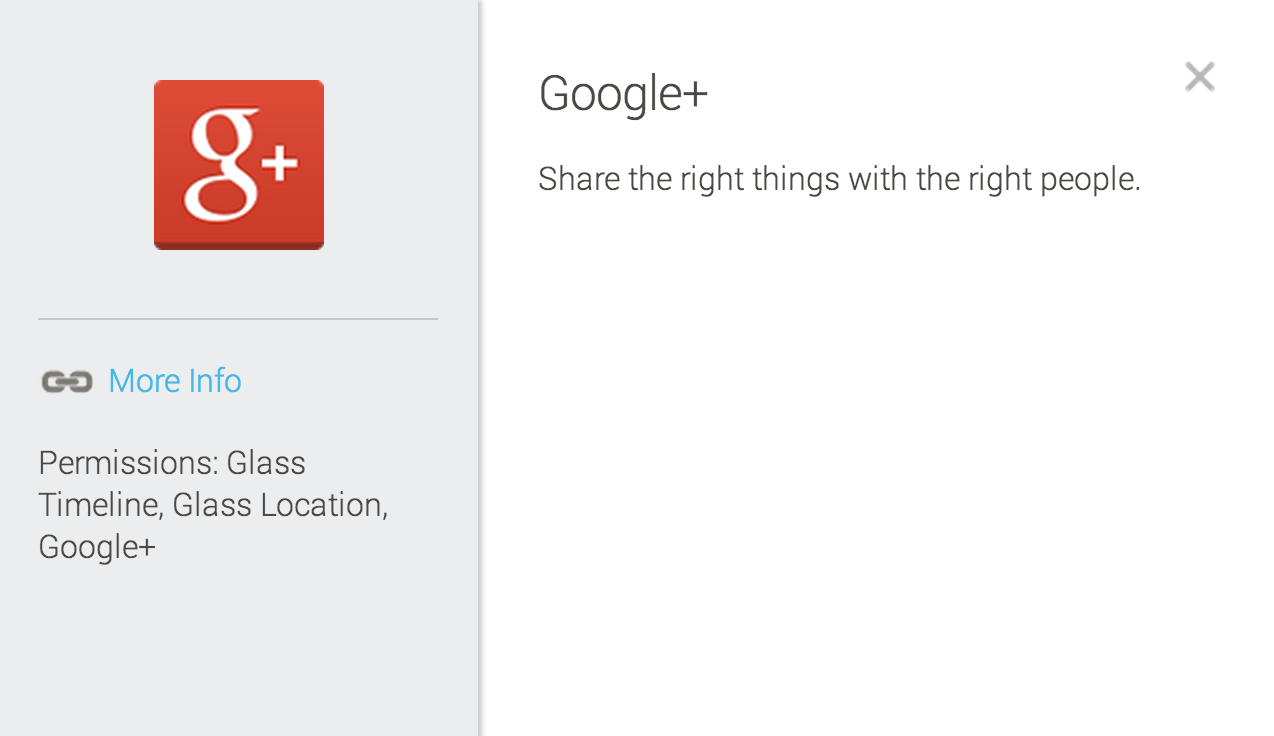 g+
More Info
Permissions: Glass
Timeline, Glass Location,
Google+
Google+
Share the right things with the right people.